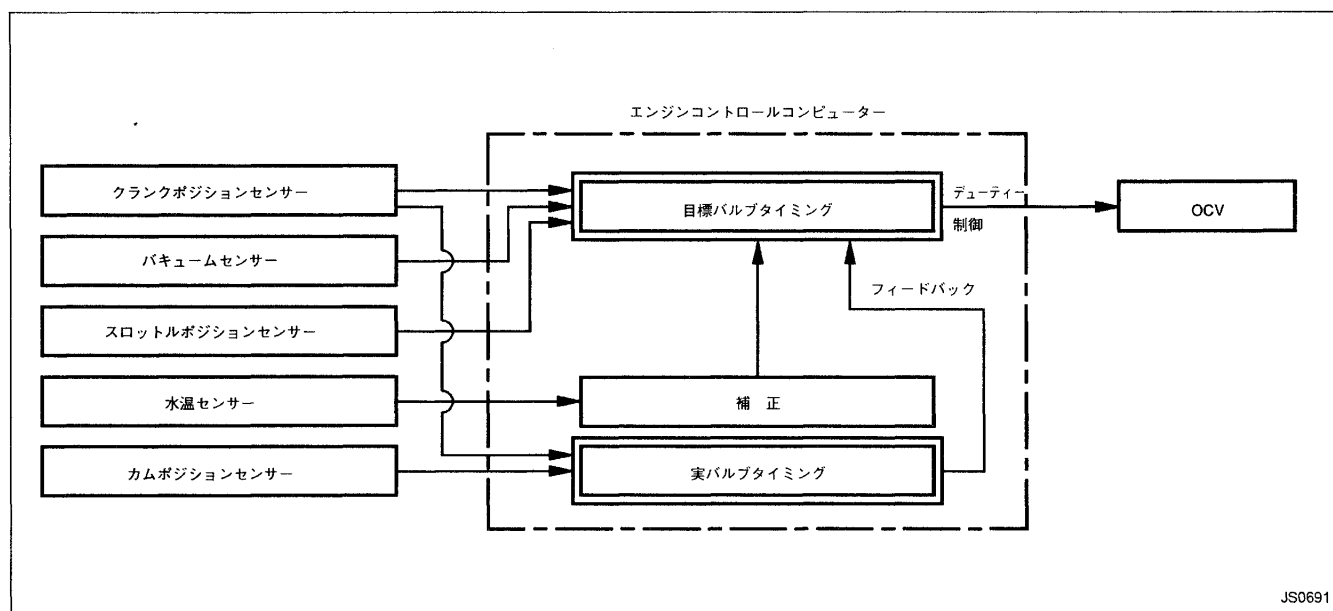 エンジンコントロールコンピューター
クランクポジションセンサー
バキュームセンサー
スロットルポジションセンサー
水温センサー
カムポジションセンサー
目標バルブタイミング
デューティー
制御
OCV
フィードバック
補 正
実バルブタイミング
JS0691